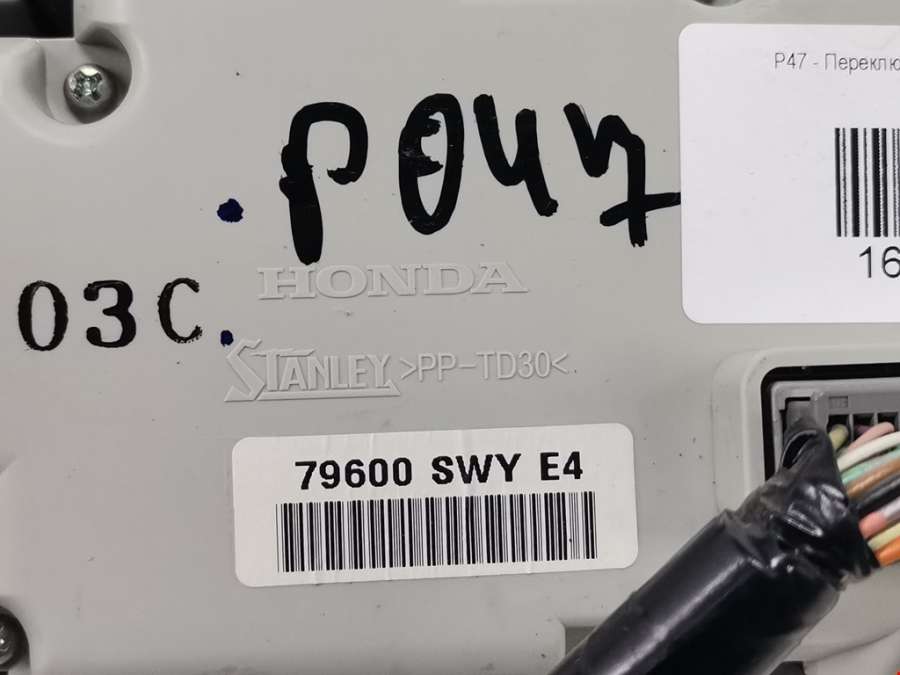 P47 - Переклю
P047
16
HONDA
03C
STANLEY >PP-TD30<
79600 SWY E4